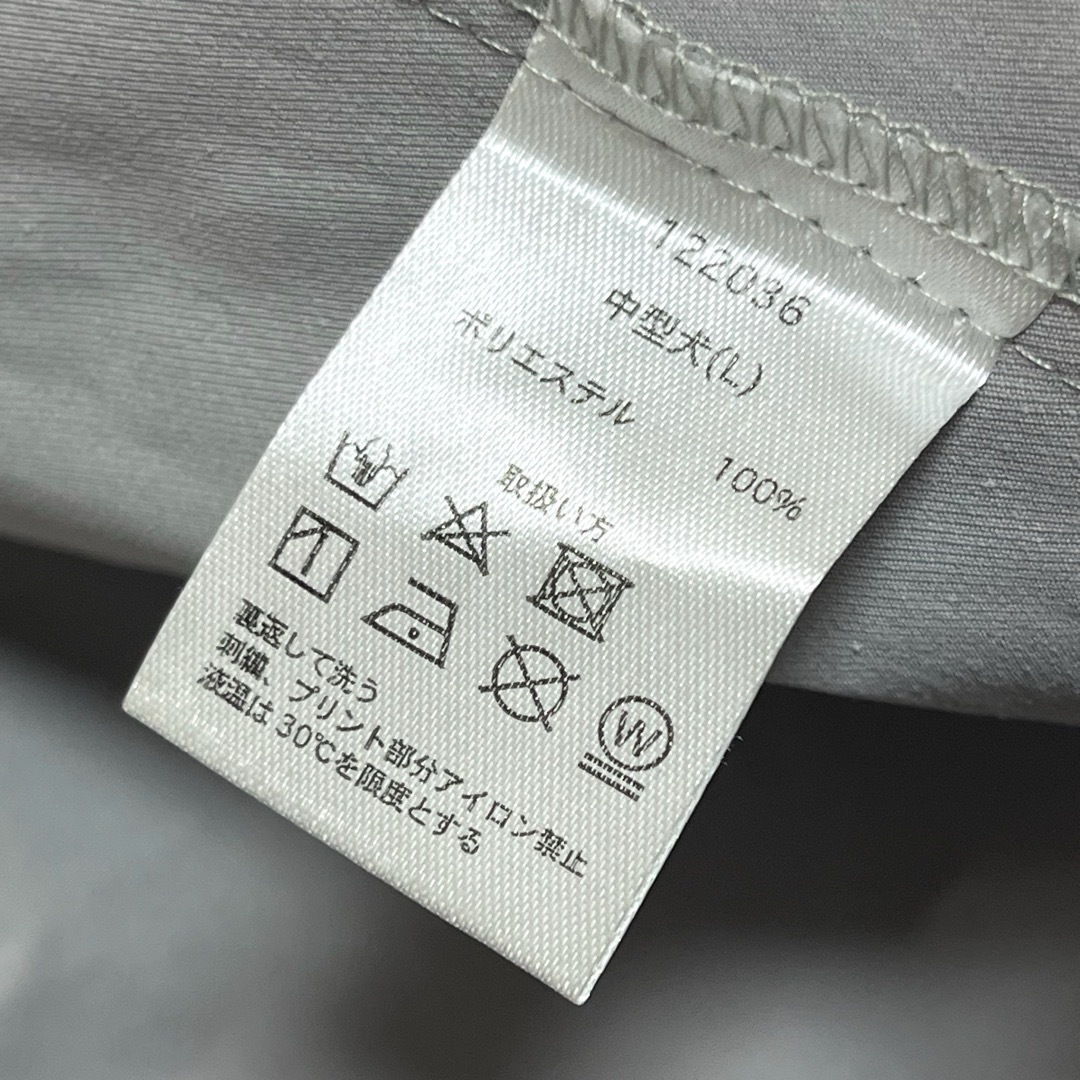 122036
中型犬(L)
ポリエステル 100%
取扱い方
W
裏返して洗う
刺繍、プリント部分アイロン禁止
液温は30℃を限度とする